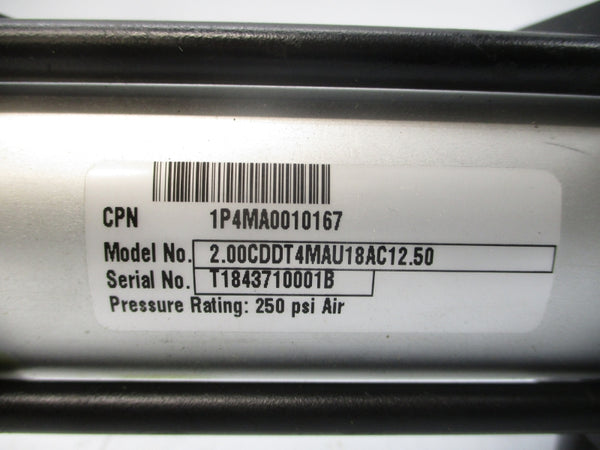 CPN 1P4MA0010167
Model No. 2.00CDDT4MAU18AC12.50
Serial No. T1843710001B
Pressure Rating: 250 psi Air